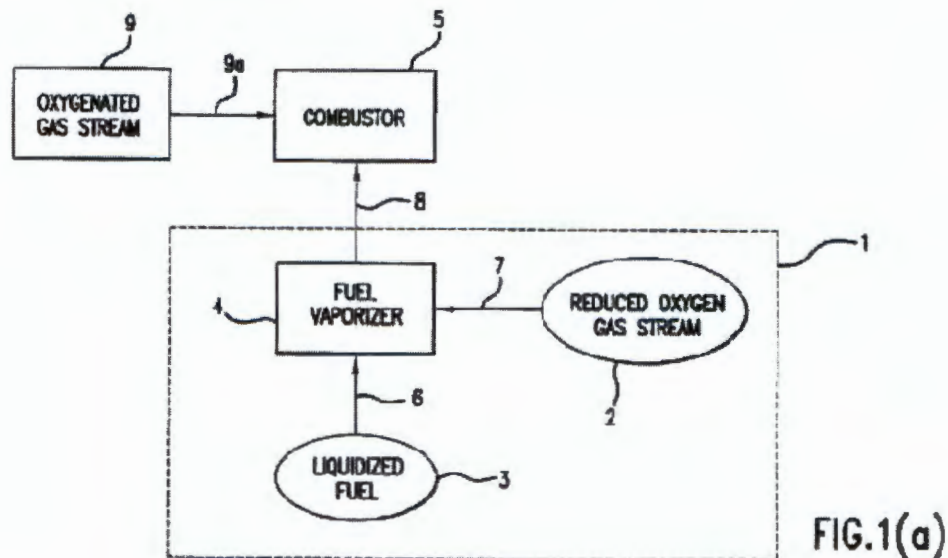 9
OXYGENATED
GAS STREAM
9a
5
COMBUSTOR
8
1
4
FUEL
VAPORIZER
7
REDUCED OXYGEN
GAS STREAM
2
6
LIQUIDIZED
FUEL
3
FIG.1(a)